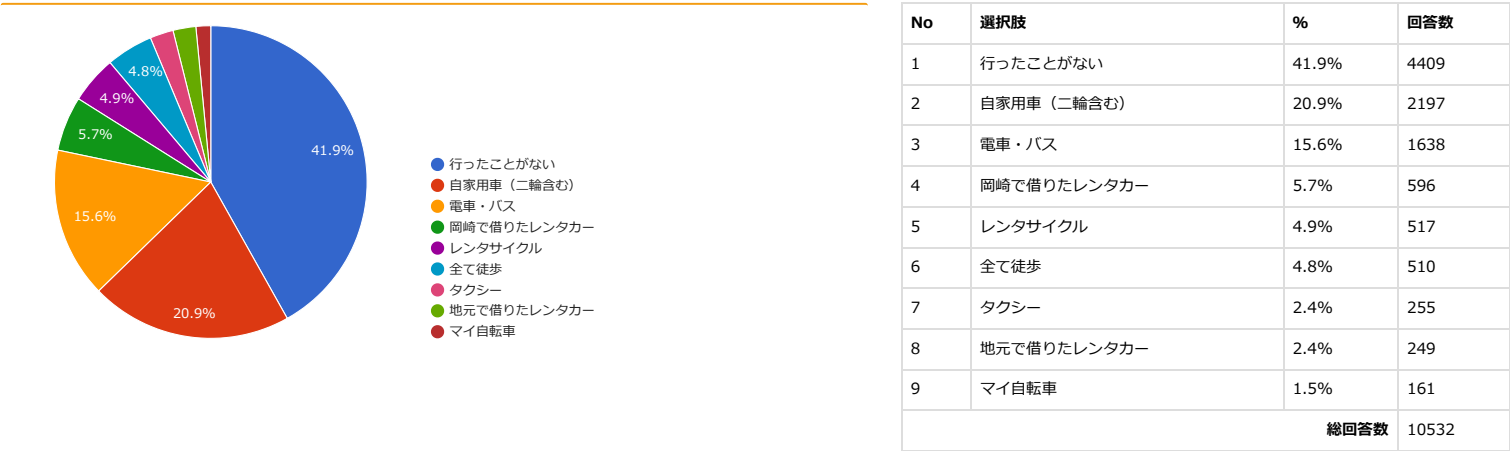 41.9%
20.9%
15.6%
5.7%
4.9%
4.8%
行ったことがない
自家用車（二輪含む）
電車・バス
岡崎で借りたレンタカー
レンタサイクル
全て徒歩
タクシー
地元で借りたレンタカー
マイ自転車
No 選択肢 % 回答数
1 行ったことがない 41.9% 4409
2 自家用車（二輪含む） 20.9% 2197
3 電車・バス 15.6% 1638
4 岡崎で借りたレンタカー 5.7% 596
5 レンタサイクル 4.9% 517
6 全て徒歩 4.8% 510
7 タクシー 2.4% 255
8 地元で借りたレンタカー 2.4% 249
9 マイ自転車 1.5% 161
総回答数 10532